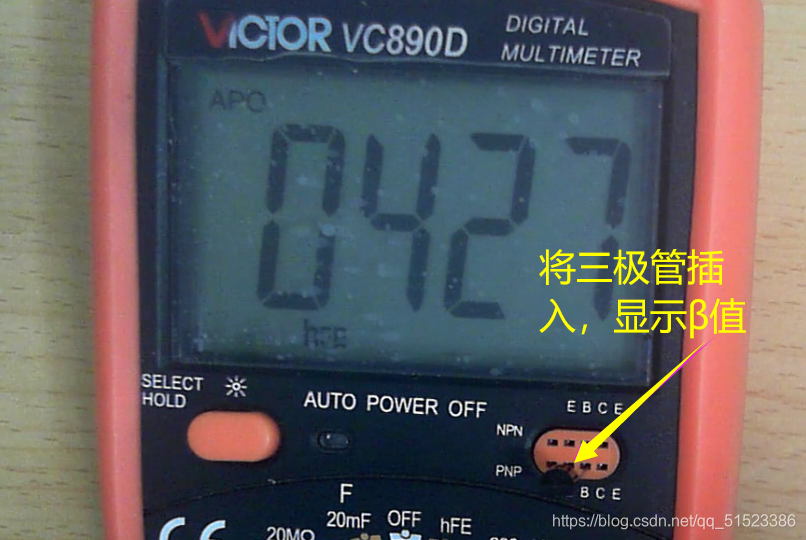 VICTOR VC890D
DIGITAL
MULTIMETER
APO
0427
hFE
将三极管插
入，显示β值
SELECT
HOLD
AUTO POWER OFF
E B C E
NPN
PNP
B C E
F
20mF
OFF
hFE
20MΩ
CE
https://blog.csdn.net/qq_51523386